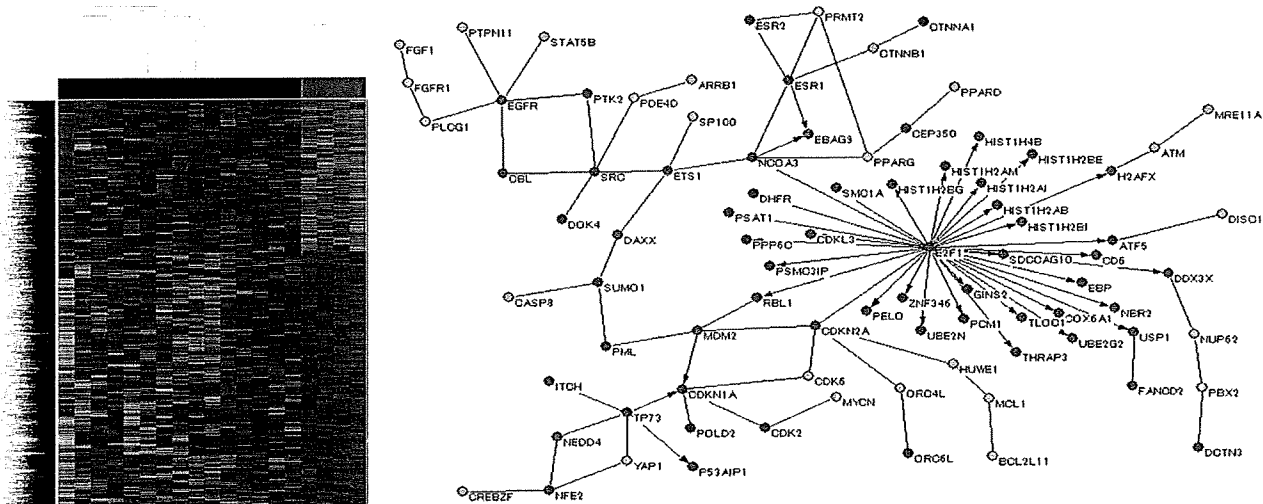 PTPN11
STAT5B
FGF1
FGFR1
PLCG1
EGFR
PTK2
PDE4D
ARRB1
SP100
CBL
SRC
ETS1
DOK4
DAXX
SUMO1
CASP8
PML
ESR2
PRMT2
CTNNA1
CTNNB1
ESR1
PPARD
EBAG9
CEP350
NCOA3
PPARG
MRE11A
ATM
HIST1H4B
HIST1H2BE
HIST1H2AM
H2AFX
SMC1A
HIST1H2BG
HIST1H2AI
DHFR
HIST1H2AB
PSAT1
HIST1H2BI
DISC1
CDKL3
PPP6C
ATF5
E2F1
SDCCAG10
CD5
PSMC3IP
DDX3X
EBP
GINS2
RBL1
ZNF346
NBR2
PELO
PCM1
TLOC1
COX6A1
MDM2
CDKN2A
UBE2N
UBE2G2
USP1
NUP62
THRAP3
HUWE1
ITCH
CDK6
FANCD2
PBX2
CDKN1A
MYCN
ORC4L
MCL1
TP73
POLD2
CDK2
NEDD4
YAP1
P53AIP1
ORC6L
BCL2L11
DCTN3
CREBZF
NFE2